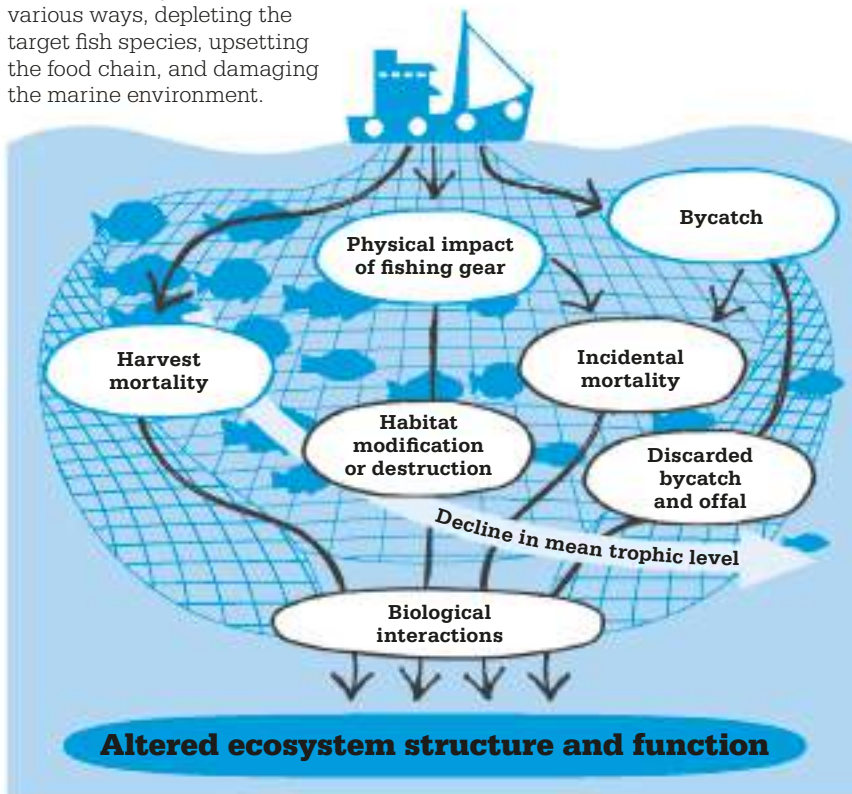 various ways, depleting the
target fish species, upsetting
the food chain, and damaging
the marine environment.
Bycatch
Physical impact
of fishing gear
Harvest
mortality
Incidental
mortality
Habitat
modification
or destruction
Discarded
bycatch
and offal
Decline in mean trophic level
Biological
interactions
Altered ecosystem structure and function